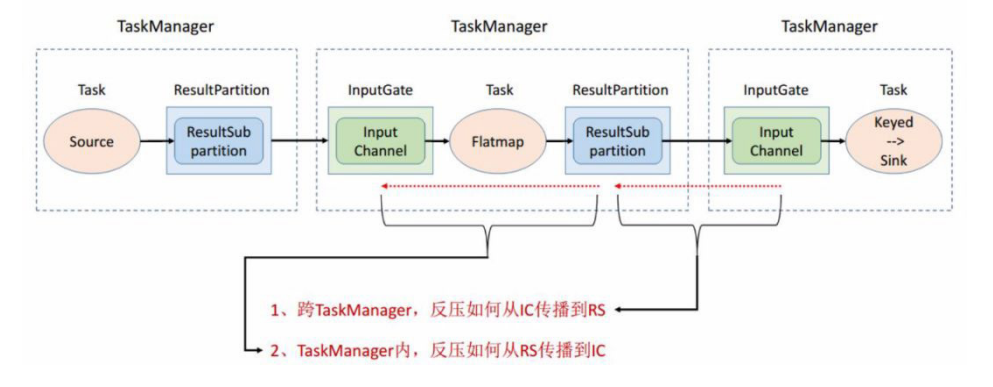 TaskManager
TaskManager
TaskManager
Task
ResultPartition
InputGate
Task
ResultPartition
InputGate
Task
Source
ResultSub
partition
Input
Channel
Flatmap
ResultSub
partition
Input
Channel
Keyed
-->
Sink
1、跨TaskManager，反压如何从IC传播到RS
2、TaskManager内，反压如何从RS传播到IC